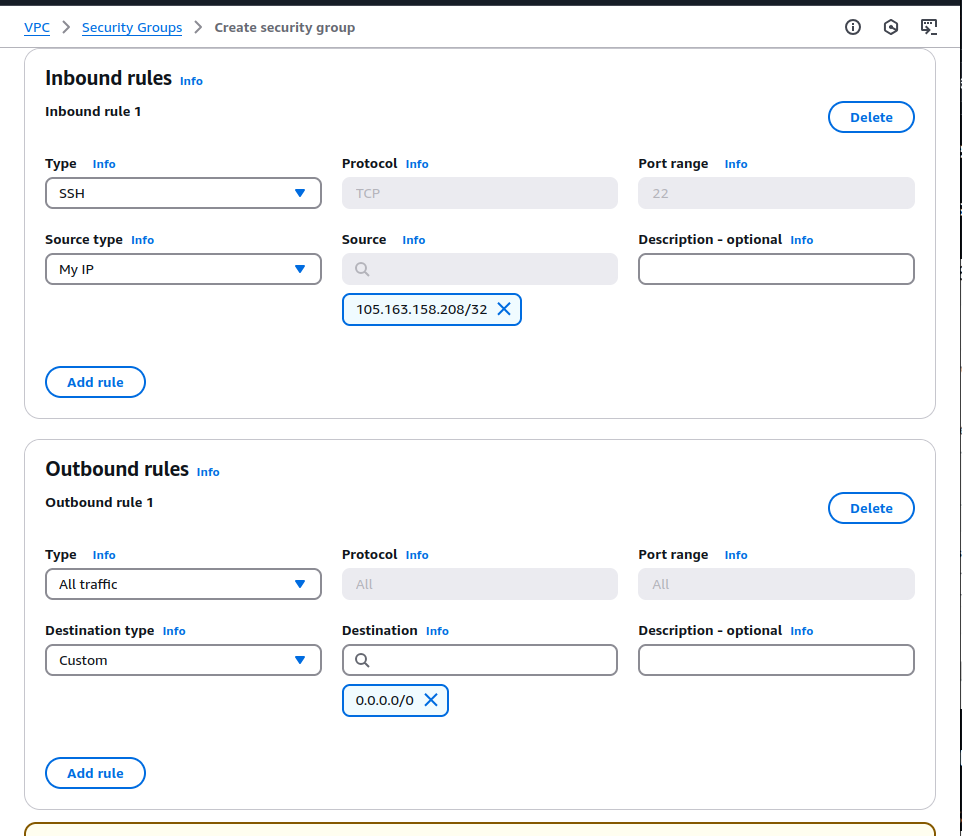 VPC > Security Groups > Create security group
Inbound rules Info
Inbound rule 1
Delete
Type Info Protocol Info Port range Info
SSH TCP 22
Source type Info Source Info Description - optional Info
My IP
105.163.158.208/32
Add rule
Outbound rules Info
Outbound rule 1
Delete
Type Info Protocol Info Port range Info
All traffic All All
Destination type Info Destination Info Description - optional Info
Custom
0.0.0.0/0
Add rule